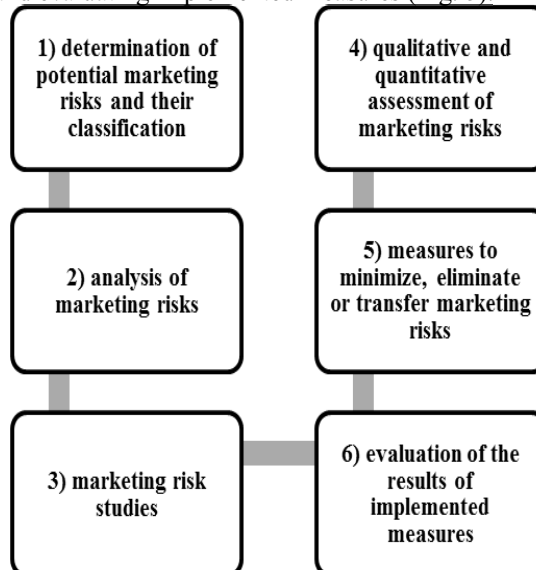 1) determination of
potential marketing
risks and their
classification
2) analysis of
marketing risks
3) marketing risk
studies
4) qualitative and
quantitative
assessment of
marketing risks
5) measures to
minimize, eliminate
or transfer marketing
risks
6) evaluation of the
results of
implemented
measures